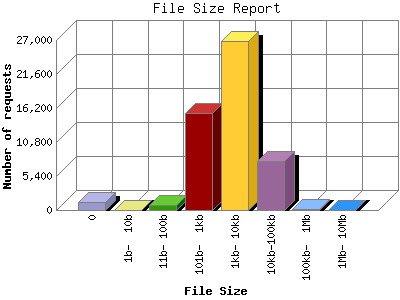 File Size Report
27,000
21,600
16,200
10,800
5,400
0
Number of requests
0
1b- 10b
11b- 100b
101b- 1kb
1kb- 10kb
10kb-100kb
100kb- 1Mb
1Mb- 10Mb
File Size